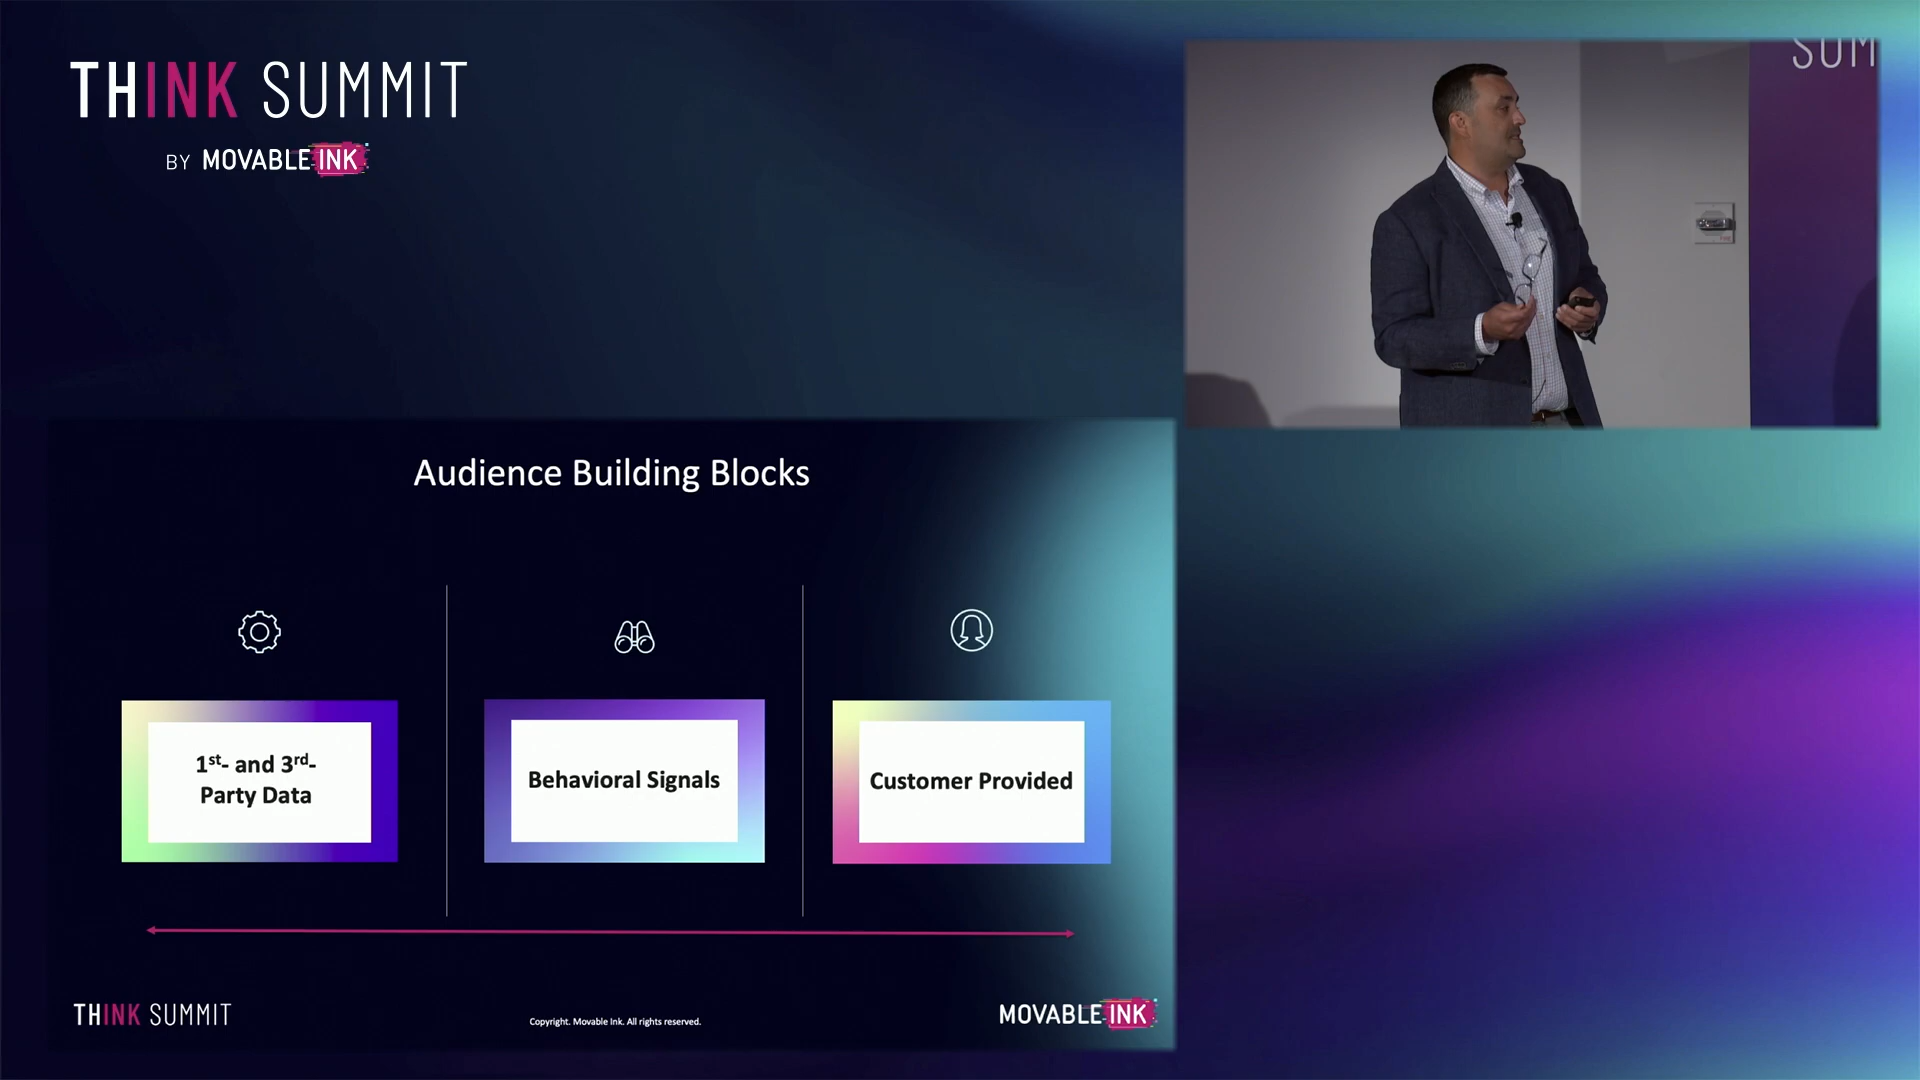 THINK SUMMIT
BY MOVABLE INK
SUM
Audience Building Blocks
1st- and 3rd-
Party Data
Behavioral Signals
Customer Provided
THINK SUMMIT
Copyright. Movable Ink. All rights reserved.
MOVABLE INK